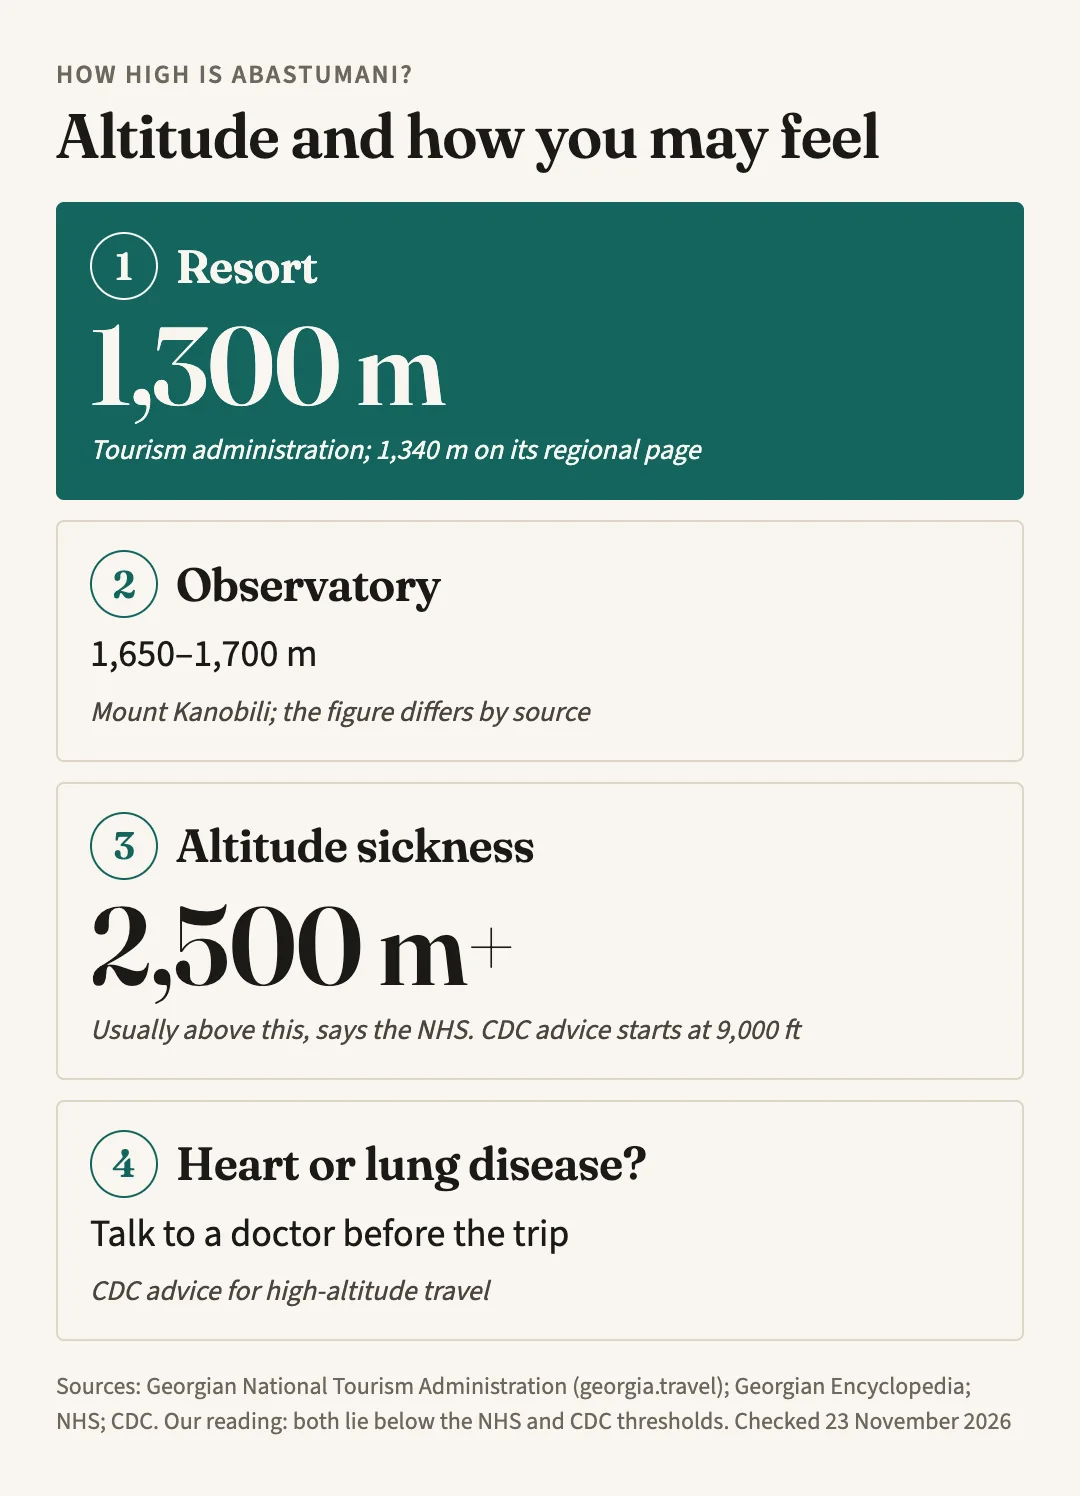 HOW HIGH IS ABASTUMANI?
Altitude and how you may feel
1 Resort
1,300 m
Tourism administration; 1,340 m on its regional page
2 Observatory
1,650–1,700 m
Mount Kanobili; the figure differs by source
3 Altitude sickness
2,500 m+
Usually above this, says the NHS. CDC advice starts at 9,000 ft
4 Heart or lung disease?
Talk to a doctor before the trip
CDC advice for high-altitude travel
Sources: Georgian National Tourism Administration (georgia.travel); Georgian Encyclopedia;
NHS; CDC. Our reading: both lie below the NHS and CDC thresholds. Checked 23 November 2026